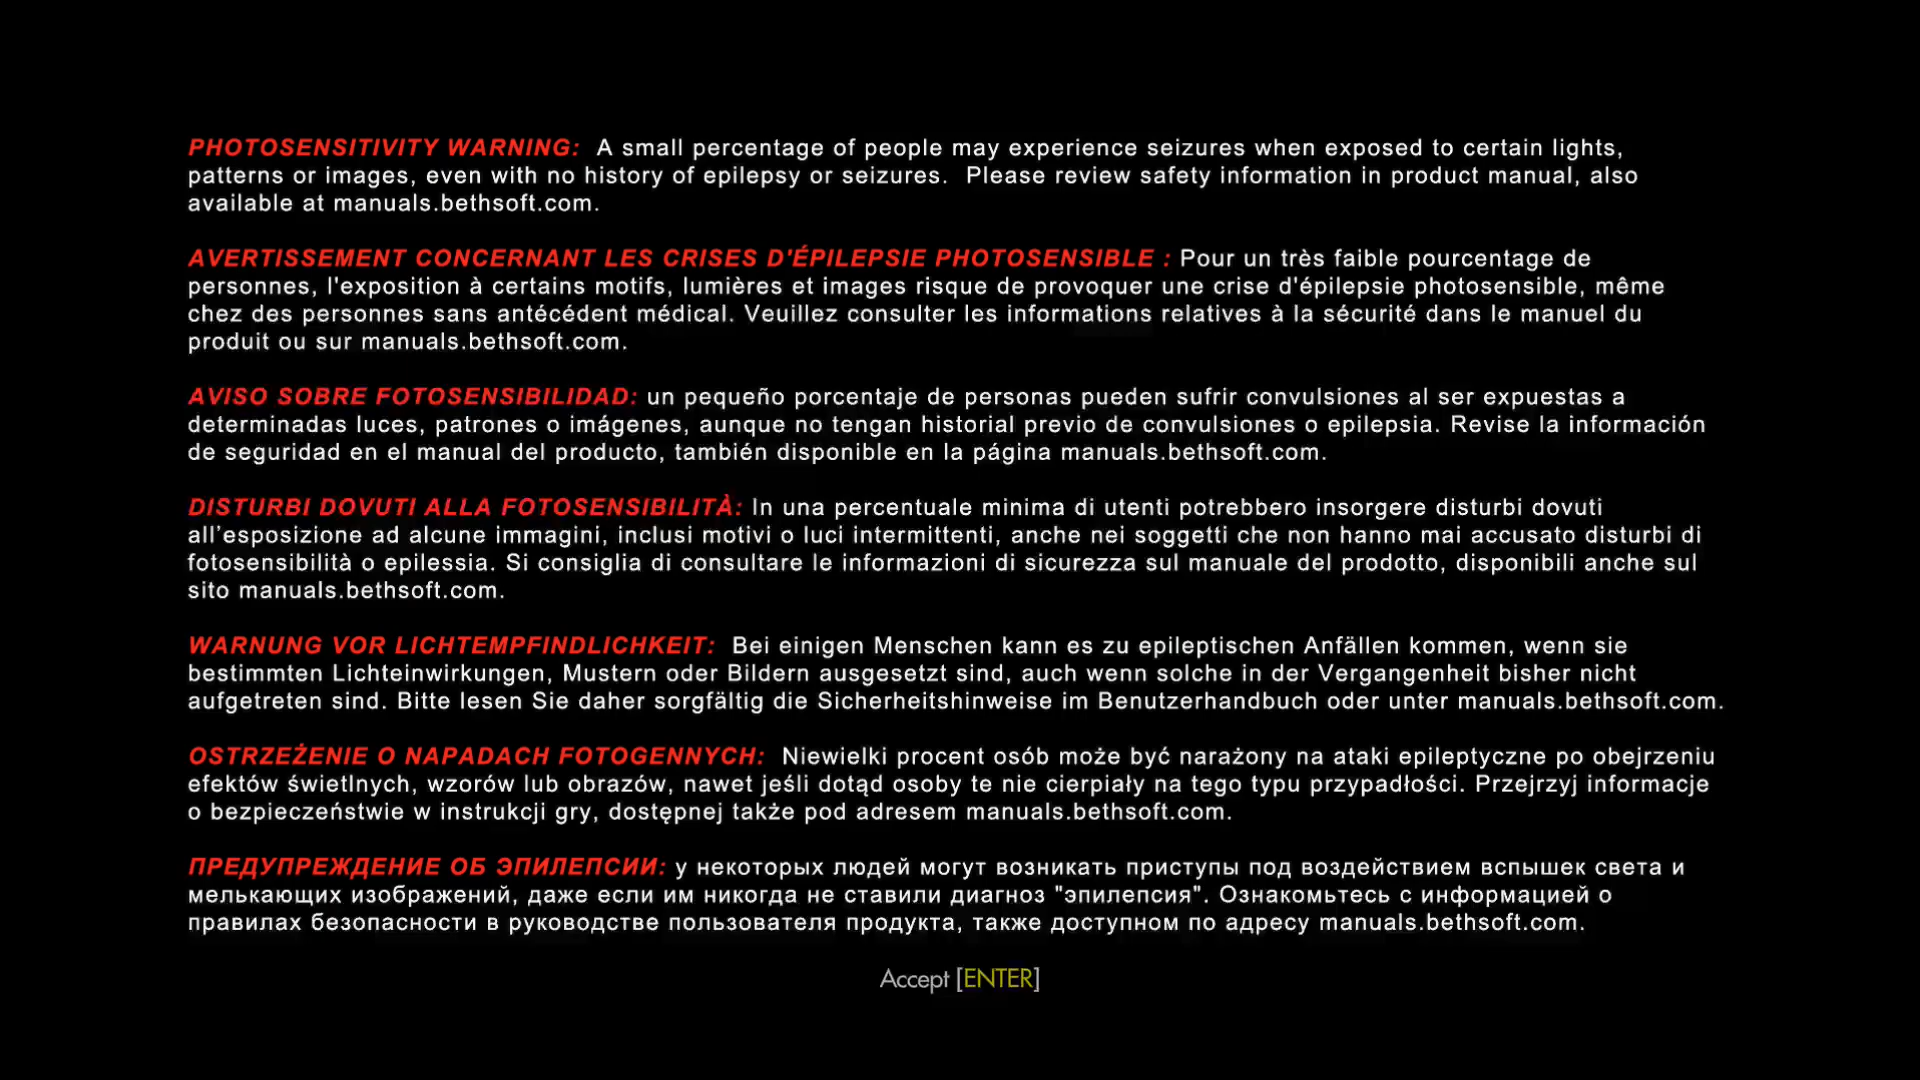 PHOTOSENSITIVITY WARNING:  A small percentage of people may experience seizures when exposed to certain lights,
patterns or images, even with no history of epilepsy or seizures.  Please review safety information in product manual, also
available at manuals.bethsoft.com.
AVERTISSEMENT CONCERNANT LES CRISES D'ÉPILEPSIE PHOTOSENSIBLE : Pour un très faible pourcentage de
personnes, l'exposition à certains motifs, lumières et images risque de provoquer une crise d'épilepsie photosensible, même
chez des personnes sans antécédent médical. Veuillez consulter les informations relatives à la sécurité dans le manuel du
produit ou sur manuals.bethsoft.com.
AVISO SOBRE FOTOSENSIBILIDAD: un pequeño porcentaje de personas pueden sufrir convulsiones al ser expuestas a
determinadas luces, patrones o imágenes, aunque no tengan historial previo de convulsiones o epilepsia. Revise la información
de seguridad en el manual del producto, también disponible en la página manuals.bethsoft.com.
DISTURBI DOVUTI ALLA FOTOSENSIBILITÀ: In una percentuale minima di utenti potrebbero insorgere disturbi dovuti
all’esposizione ad alcune immagini, inclusi motivi o luci intermittenti, anche nei soggetti che non hanno mai accusato disturbi di
fotosensibilità o epilessia. Si consiglia di consultare le informazioni di sicurezza sul manuale del prodotto, disponibili anche sul
sito manuals.bethsoft.com.
WARNUNG VOR LICHTEMPFINDLICHKEIT:  Bei einigen Menschen kann es zu epileptischen Anfällen kommen, wenn sie
bestimmten Lichteinwirkungen, Mustern oder Bildern ausgesetzt sind, auch wenn solche in der Vergangenheit bisher nicht
aufgetreten sind. Bitte lesen Sie daher sorgfältig die Sicherheitshinweise im Benutzerhandbuch oder unter manuals.bethsoft.com.
OSTRZEŻENIE O NAPADACH FOTOGENNYCH:  Niewielki procent osób może być narażony na ataki epileptyczne po obejrzeniu
efektów świetlnych, wzorów lub obrazów, nawet jeśli dotąd osoby te nie cierpiały na tego typu przypadłości. Przejrzyj informacje
o bezpieczeństwie w instrukcji gry, dostępnej także pod adresem manuals.bethsoft.com.
ПРЕДУПРЕЖДЕНИЕ ОБ ЭПИЛЕПСИИ: у некоторых людей могут возникать приступы под воздействием вспышек света и
мелькающих изображений, даже если им никогда не ставили диагноз "эпилепсия". Ознакомьтесь с информацией о
правилах безопасности в руководстве пользователя продукта, также доступном по адресу manuals.bethsoft.com.
Accept [ENTER]